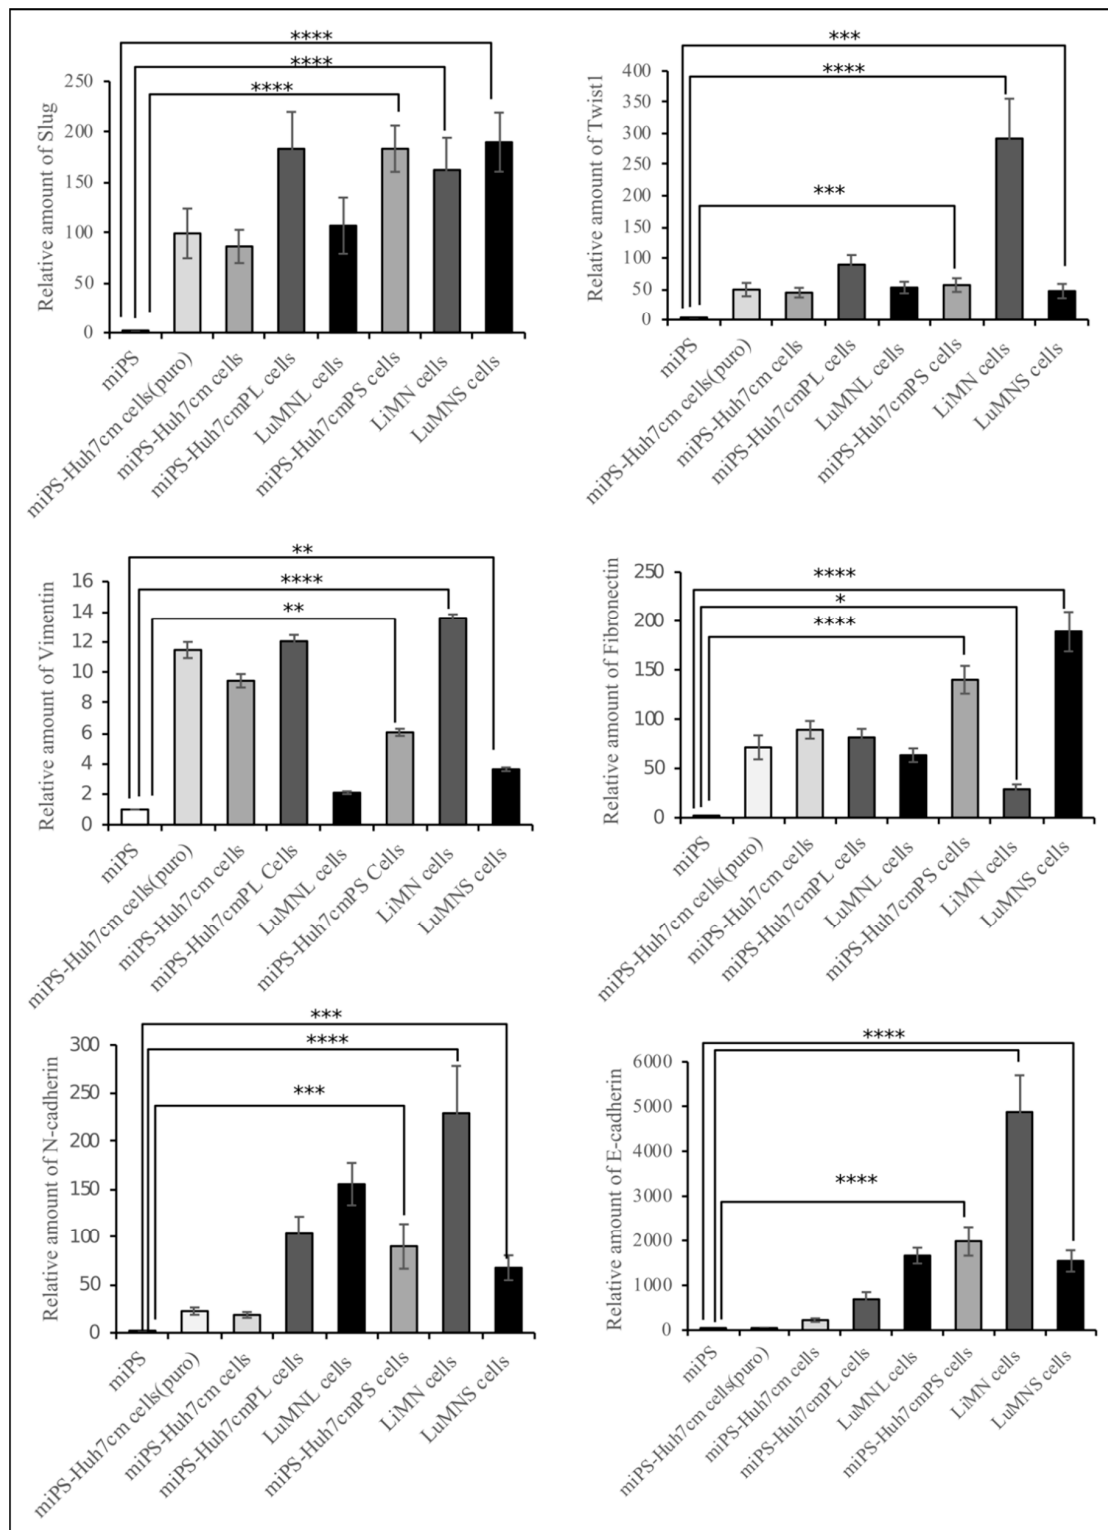 ****
****
****
Relative amount of Slug
250
200
150
100
50
0
miPS
miPS-Huh7cm cells(puro)
miPS-Huh7cm cells
miPS-Huh7cmPL cells
LuMNL cells
miPS-Huh7cmPS cells
LiMN cells
LuMNS cells
***
****
***
Relative amount of Twist1
400
350
300
250
200
150
100
50
0
miPS
miPS-Huh7cm cells(puro)
miPS-Huh7cm cells
miPS-Huh7cmPL cells
LuMNL cells
miPS-Huh7cmPS cells
LiMN cells
LuMNS cells
**
****
**
Relative amount of Vimentin
16
14
12
10
8
6
4
2
0
miPS
miPS-Huh7cm cells(puro)
miPS-Huh7cm cells
miPS-Huh7cmPL Cells
LuMNL cells
miPS-Huh7cmPS Cells
LiMN cells
LuMNS cells
****
*
****
Relative amount of Fibronectin
250
200
150
100
50
0
miPS
miPS-Huh7cm cells(puro)
miPS-Huh7cm cells
miPS-Huh7cmPL cells
LuMNL cells
miPS-Huh7cmPS cells
LiMN cells
LuMNS cells
***
****
***
Relative amount of N-cadherin
300
250
200
150
100
50
0
miPS
miPS-Huh7cm cells(puro)
miPS-Huh7cm cells
miPS-Huh7cmPL cells
LuMNL cells
miPS-Huh7cmPS cells
LiMN cells
LuMNS cells
****
****
Relative amount of E-cadherin
6000
5000
4000
3000
2000
1000
0
miPS
miPS-Huh7cm cells(puro)
miPS-Huh7cm cells
miPS-Huh7cmPL cells
LuMNL cells
miPS-Huh7cmPS cells
LiMN cells
LuMNS cells